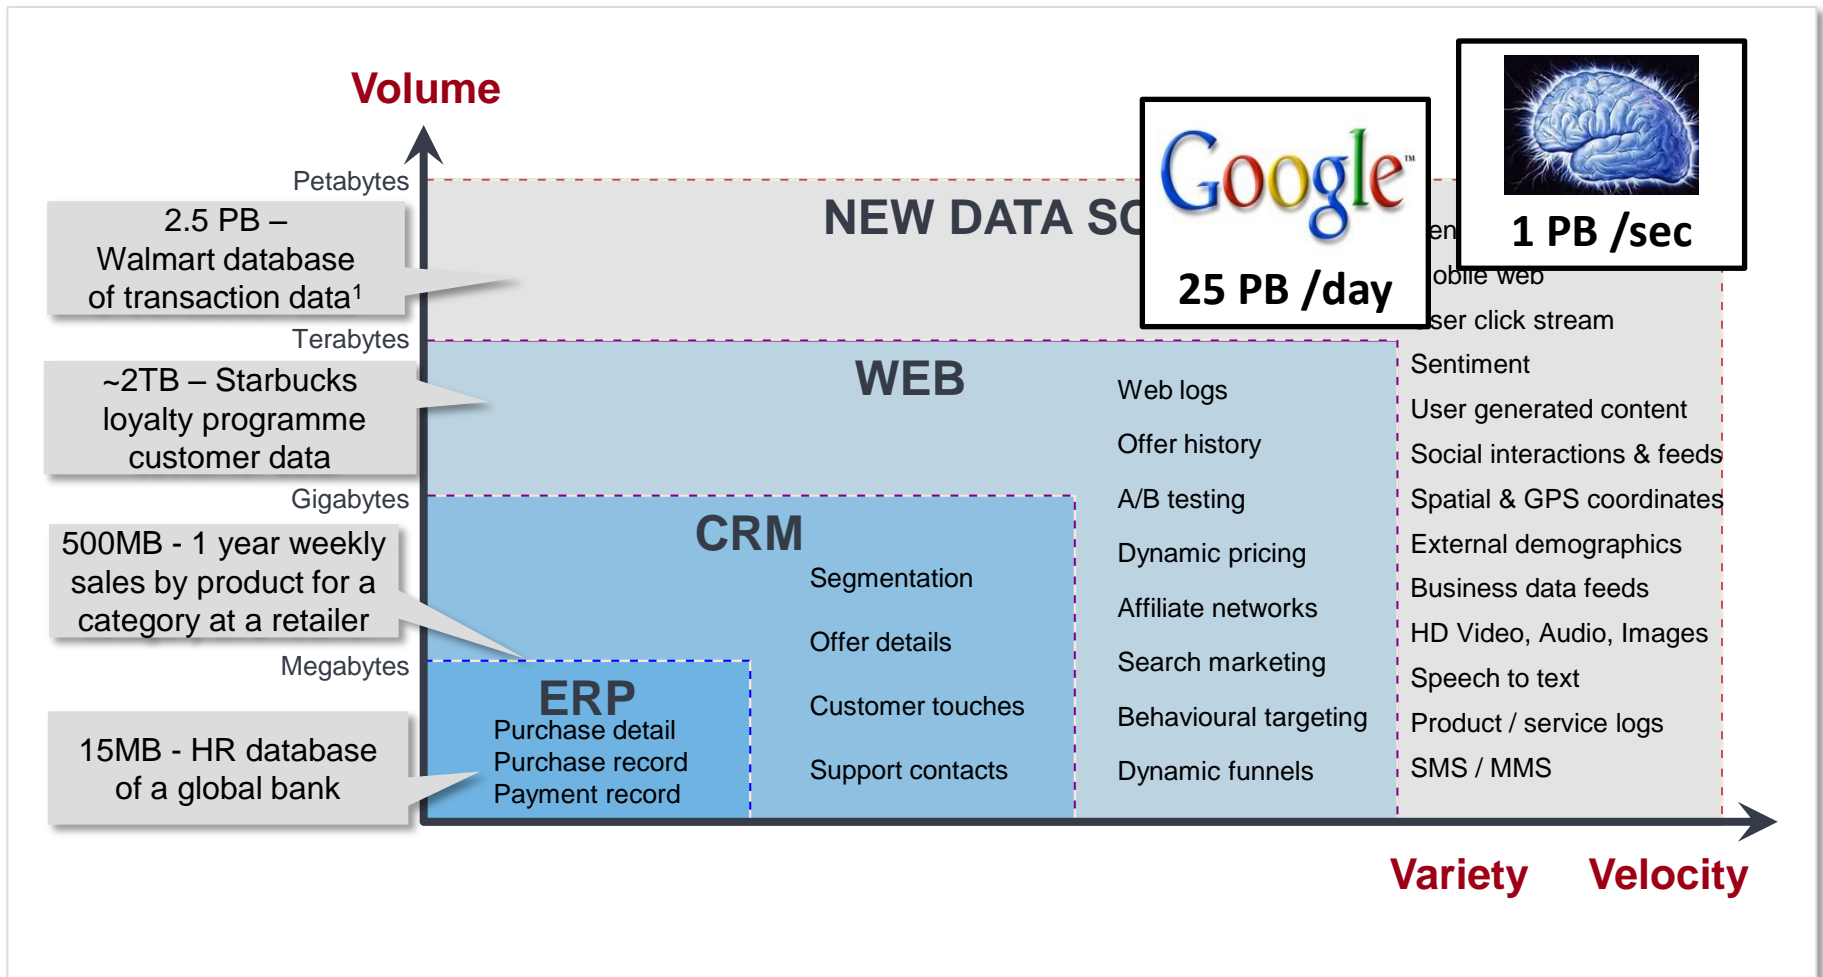 Volume
Petabytes
2.5 PB –
Walmart database
of transaction data¹
Terabytes
~2TB – Starbucks
loyalty programme
customer data
Gigabytes
500MB - 1 year weekly
sales by product for a
category at a retailer
Megabytes
15MB - HR database
of a global bank
NEW DATA
Google™
25 PB /day
1 PB /sec
WEB
CRM
ERP
Purchase detail
Purchase record
Payment record
Segmentation
Offer details
Customer touches
Support contacts
Web logs
Offer history
A/B testing
Dynamic pricing
Affiliate networks
Search marketing
Behavioural targeting
Dynamic funnels
web
User click stream
Sentiment
User generated content
Social interactions & feeds
Spatial & GPS coordinates
External demographics
Business data feeds
HD Video, Audio, Images
Speech to text
Product / service logs
SMS / MMS
Variety
Velocity